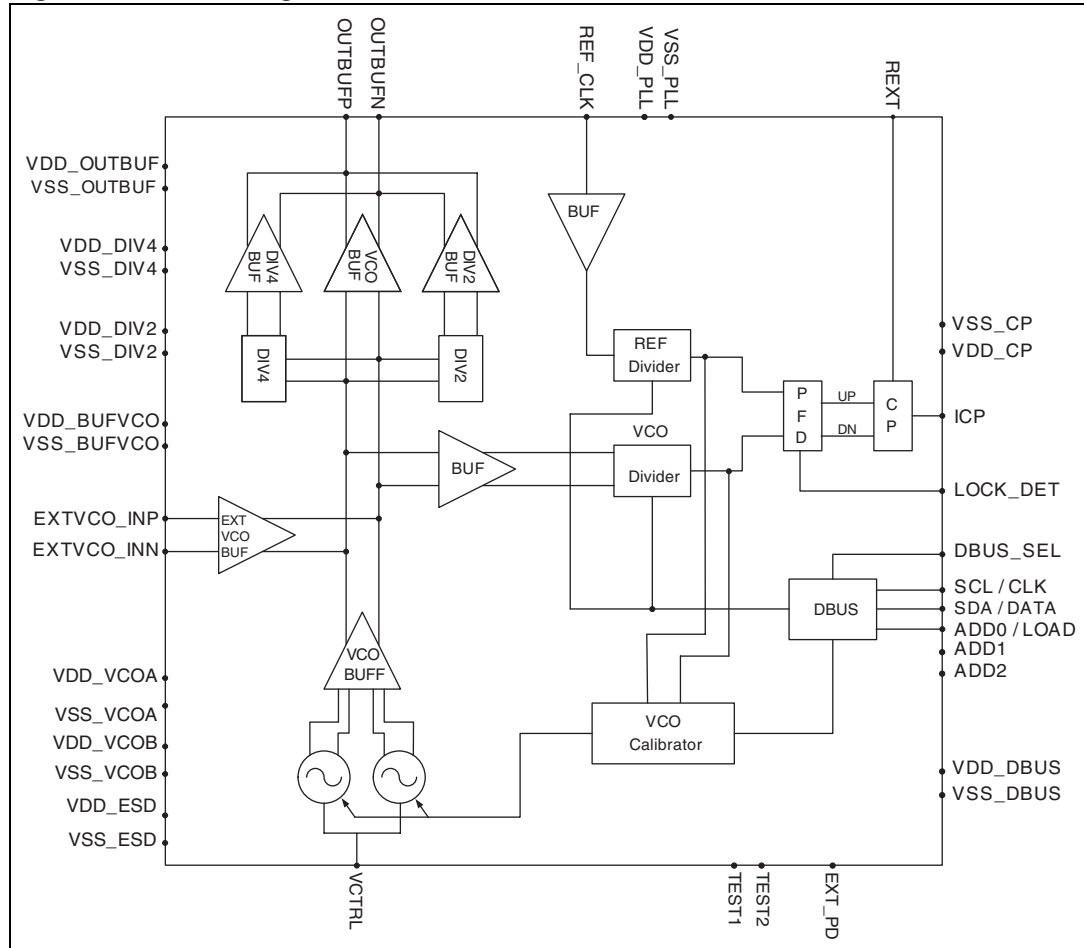 OUTBUFP
OUTBUFN
REF_CLK
VDD_PLL
VSS_PLL
REXT
VDD_OUTBUF
VSS_OUTBUF
VDD_DIV4
VSS_DIV4
VDD_DIV2
VSS_DIV2
VDD_BUFVCO
VSS_BUFVCO
EXTVCO_INP
EXTVCO_INN
VDD_VCOA
VSS_VCOA
VDD_VCOB
VSS_VCOB
VDD_ESD
VSS_ESD
DIV4
BUF
VCO
BUF
DIV2
BUF
DIV4
DIV2
BUF
REF
Divider
VCO
Divider
BUF
EXT
VCO
BUF
VCO
BUFF
P
F
D
UP
DN
C
P
DBUS
VCO
Calibrator
VSS_CP
VDD_CP
ICP
LOCK_DET
DBUS_SEL
SCL / CLK
SDA / DATA
ADD0 / LOAD
ADD1
ADD2
VDD_DBUS
VSS_DBUS
VCTRL
TEST1
TEST2
EXT_PD